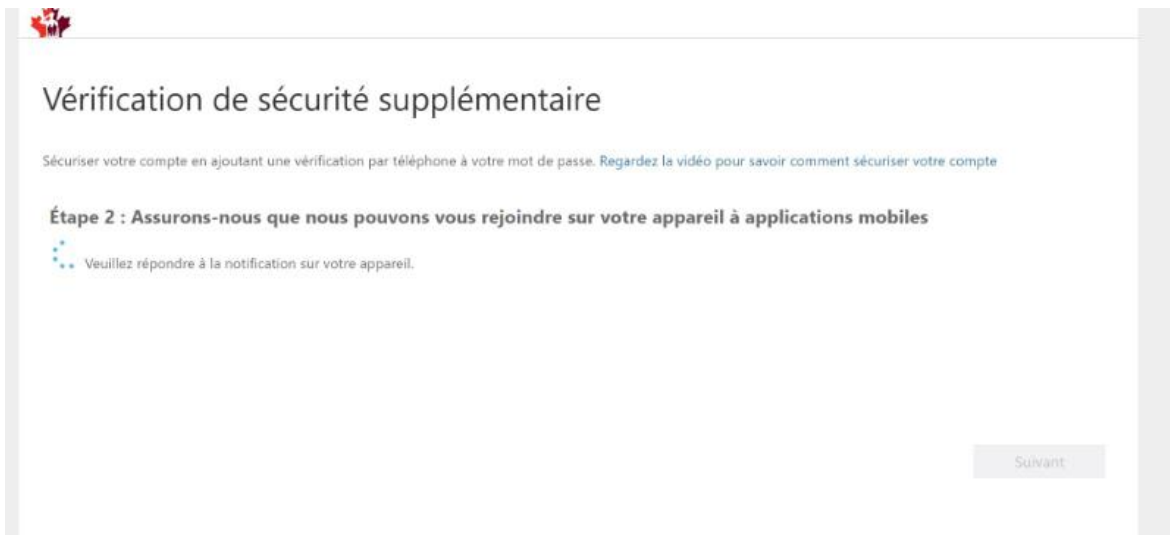 Vérification de sécurité supplémentaire
Sécuriser votre compte en ajoutant une vérification par téléphone à votre mot de passe. Regardez la vidéo pour savoir comment sécuriser votre compte
Étape 2 : Assurons-nous que nous pouvons vous rejoindre sur votre appareil à applications mobiles
Veuillez répondre à la notification sur votre appareil.
Suivant